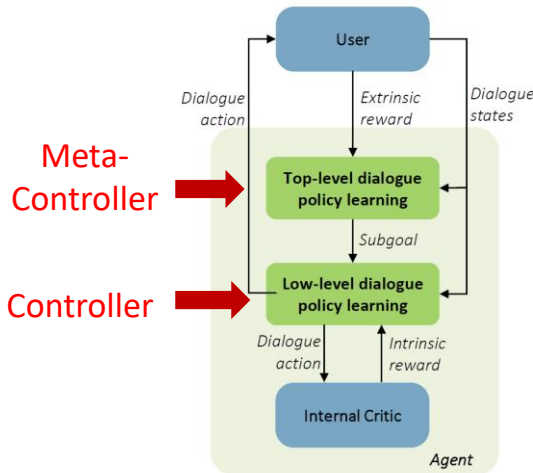 User
Dialogue
action
Extrinsic
reward
Dialogue
states
Meta-
Controller
Top-level dialogue
policy learning
Subgoal
Controller
Low-level dialogue
policy learning
Dialogue
action
Intrinsic
reward
Internal Critic
Agent